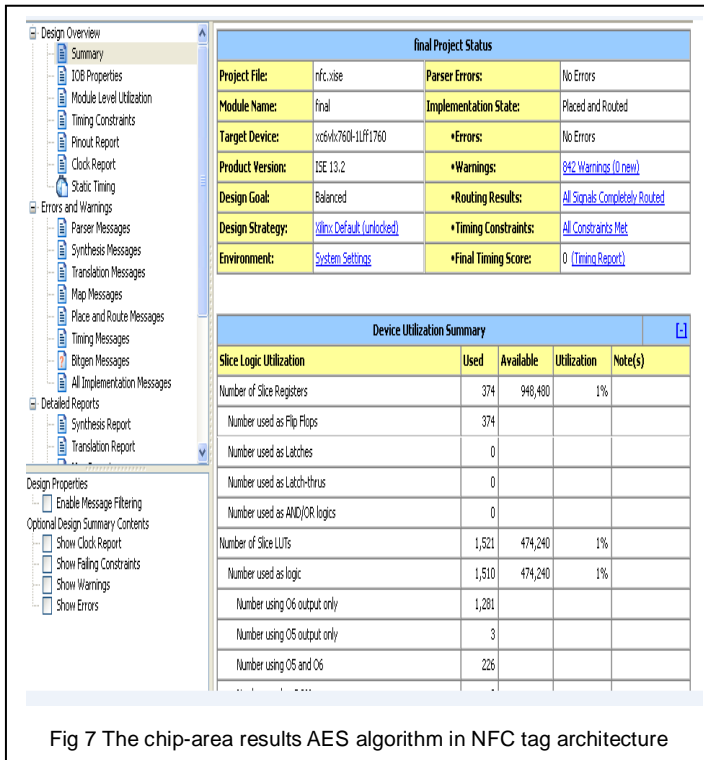 Design Overview
Summary
IOB Properties
Module Level Utilization
Timing Constraints
Pinout Report
Clock Report
Static Timing
Errors and Warnings
Parser Messages
Synthesis Messages
Translation Messages
Map Messages
Place and Route Messages
Timing Messages
Bitgen Messages
All Implementation Messages
Detailed Reports
Synthesis Report
Translation Report
Design Properties
Enable Message Filtering
Optional Design Summary Contents
Show Clock Report
Show Failing Constraints
Show Warnings
Show Errors
final Project Status
Project File: nfc.xise Parser Errors: No Errors
Module Name: final Implementation State: Placed and Routed
Target Device: xc6vlx760l-1Lff1760 •Errors: No Errors
Product Version: ISE 13.2 •Warnings: 842 Warnings (0 new)
Design Goal: Balanced •Routing Results: All Signals Completely Routed
Design Strategy: Xilinx Default (unlocked) •Timing Constraints: All Constraints Met
Environment: System Settings •Final Timing Score: 0 (Timing Report)
Device Utilization Summary [-]
Slice Logic Utilization Used Available Utilization Note(s)
Number of Slice Registers 374 948,480 1%
Number used as Flip Flops 374
Number used as Latches 0
Number used as Latch-thrus 0
Number used as AND/OR logics 0
Number of Slice LUTs 1,521 474,240 1%
Number used as logic 1,510 474,240 1%
Number using O6 output only 1,281
Number using O5 output only 3
Number using O5 and O6 226
Fig 7 The chip-area results AES algorithm in NFC tag architecture